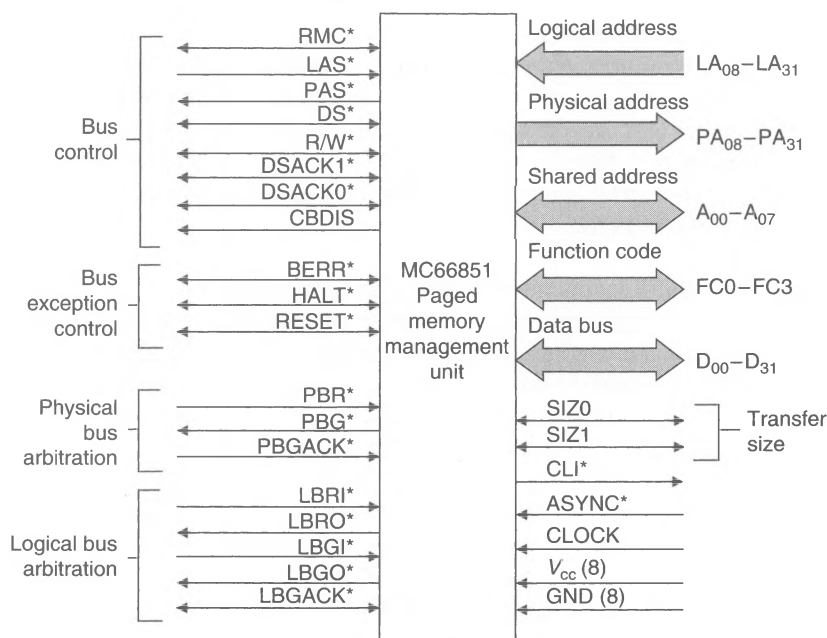 RMC*
LAS*
PAS*
DS*
R/W*
DSACK1*
DSACK0*
CBDIS
Bus
control
BERR*
HALT*
RESET*
Bus
exception
control
PBR*
PBG*
PBGACK*
Physical
bus
arbitration
LBRI*
LBRO*
LBGI*
LBGO*
LBGACK*
Logical bus
arbitration
MC66851
Paged
memory
management
unit
Logical address
LA08–LA31
Physical address
PA08–PA31
Shared address
A00–A07
Function code
FC0–FC3
Data bus
D00–D31
SIZ0
SIZ1
Transfer
size
CLI*
ASYNC*
CLOCK
Vcc (8)
GND (8)